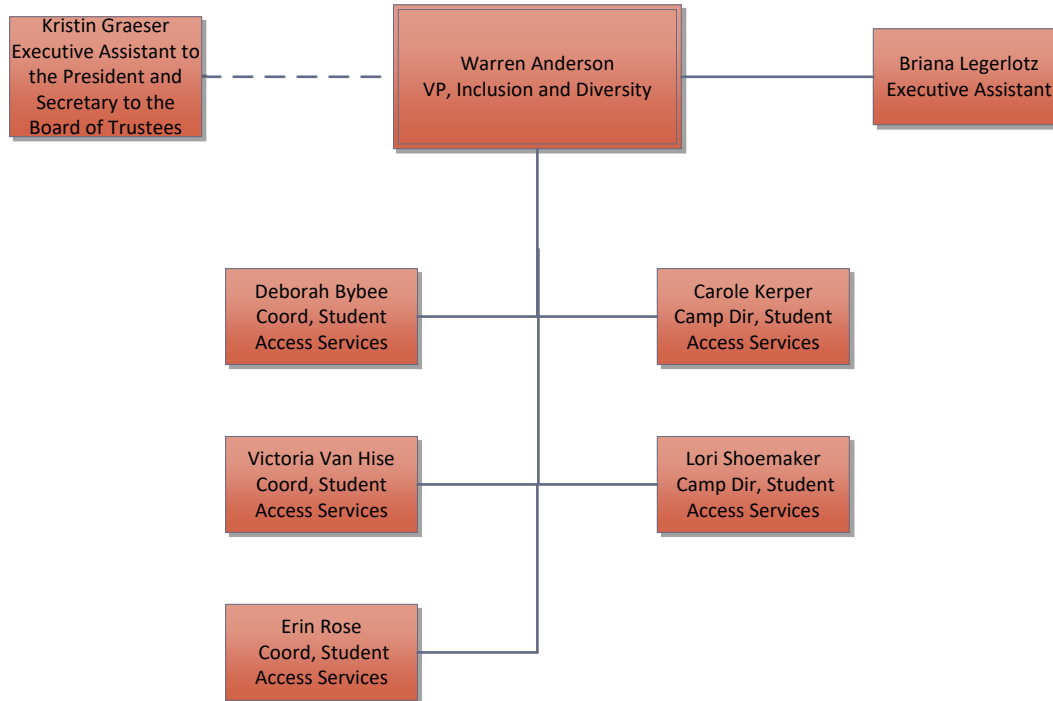 Kristin Graeser
Executive Assistant to
the President and
Secretary to the
Board of Trustees
Warren Anderson
VP, Inclusion and Diversity
Briana Legerlotz
Executive Assistant
Deborah Bybee
Coord, Student
Access Services
Carole Kerper
Camp Dir, Student
Access Services
Victoria Van Hise
Coord, Student
Access Services
Lori Shoemaker
Camp Dir, Student
Access Services
Erin Rose
Coord, Student
Access Services